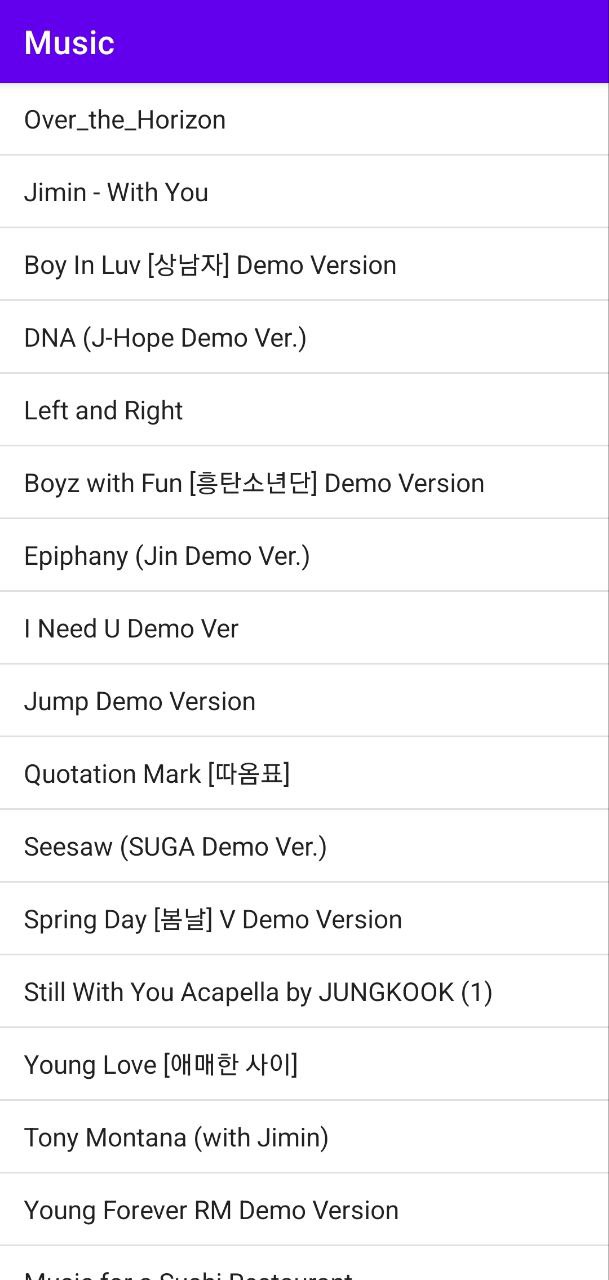 Music
Over_the_Horizon
Jimin - With You
Boy In Luv [상남자] Demo Version
DNA (J-Hope Demo Ver.)
Left and Right
Boyz with Fun [흥탄소년단] Demo Version
Epiphany (Jin Demo Ver.)
I Need U Demo Ver
Jump Demo Version
Quotation Mark [따옴표]
Seesaw (SUGA Demo Ver.)
Spring Day [봄날] V Demo Version
Still With You Acapella by JUNGKOOK (1)
Young Love [애매한 사이]
Tony Montana (with Jimin)
Young Forever RM Demo Version
Music for a Sushi Restaurant